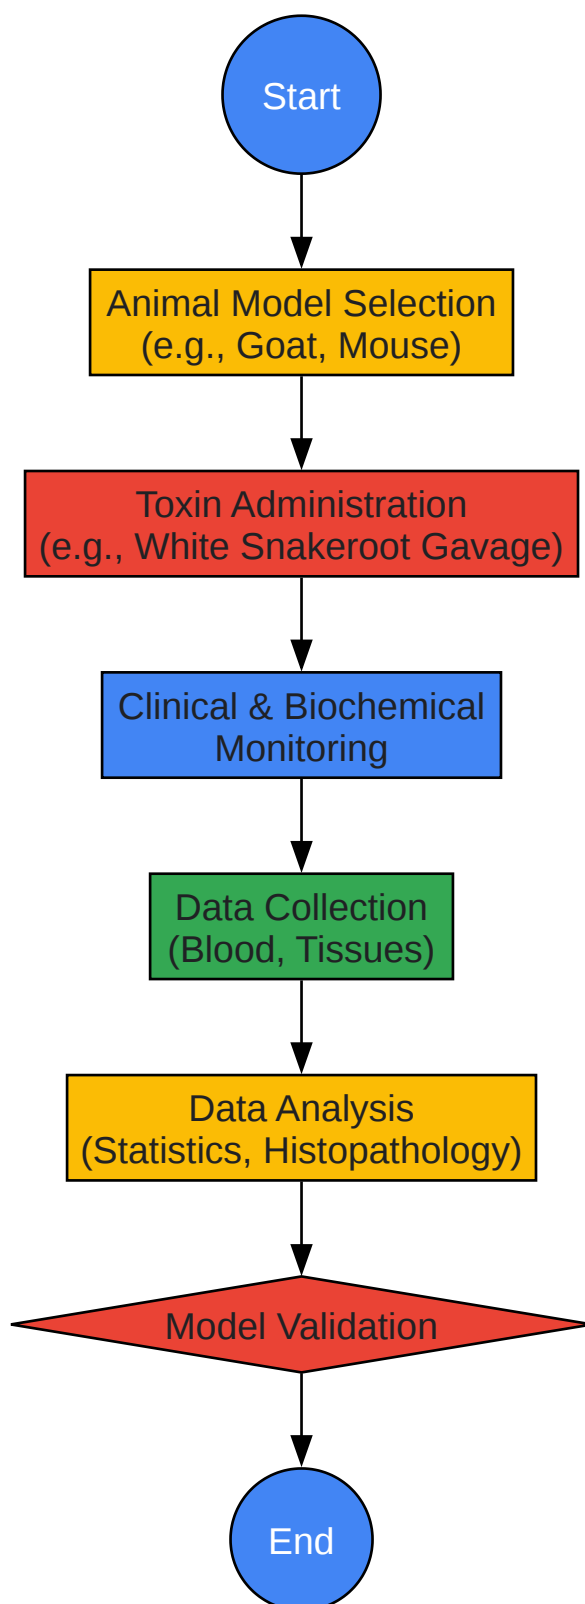 Start
Animal Model Selection
(e.g., Goat, Mouse)
Toxin Administration
(e.g., White Snakeroot Gavage)
Clinical & Biochemical
Monitoring
Data Collection
(Blood, Tissues)
Data Analysis
(Statistics, Histopathology)
Model Validation
End